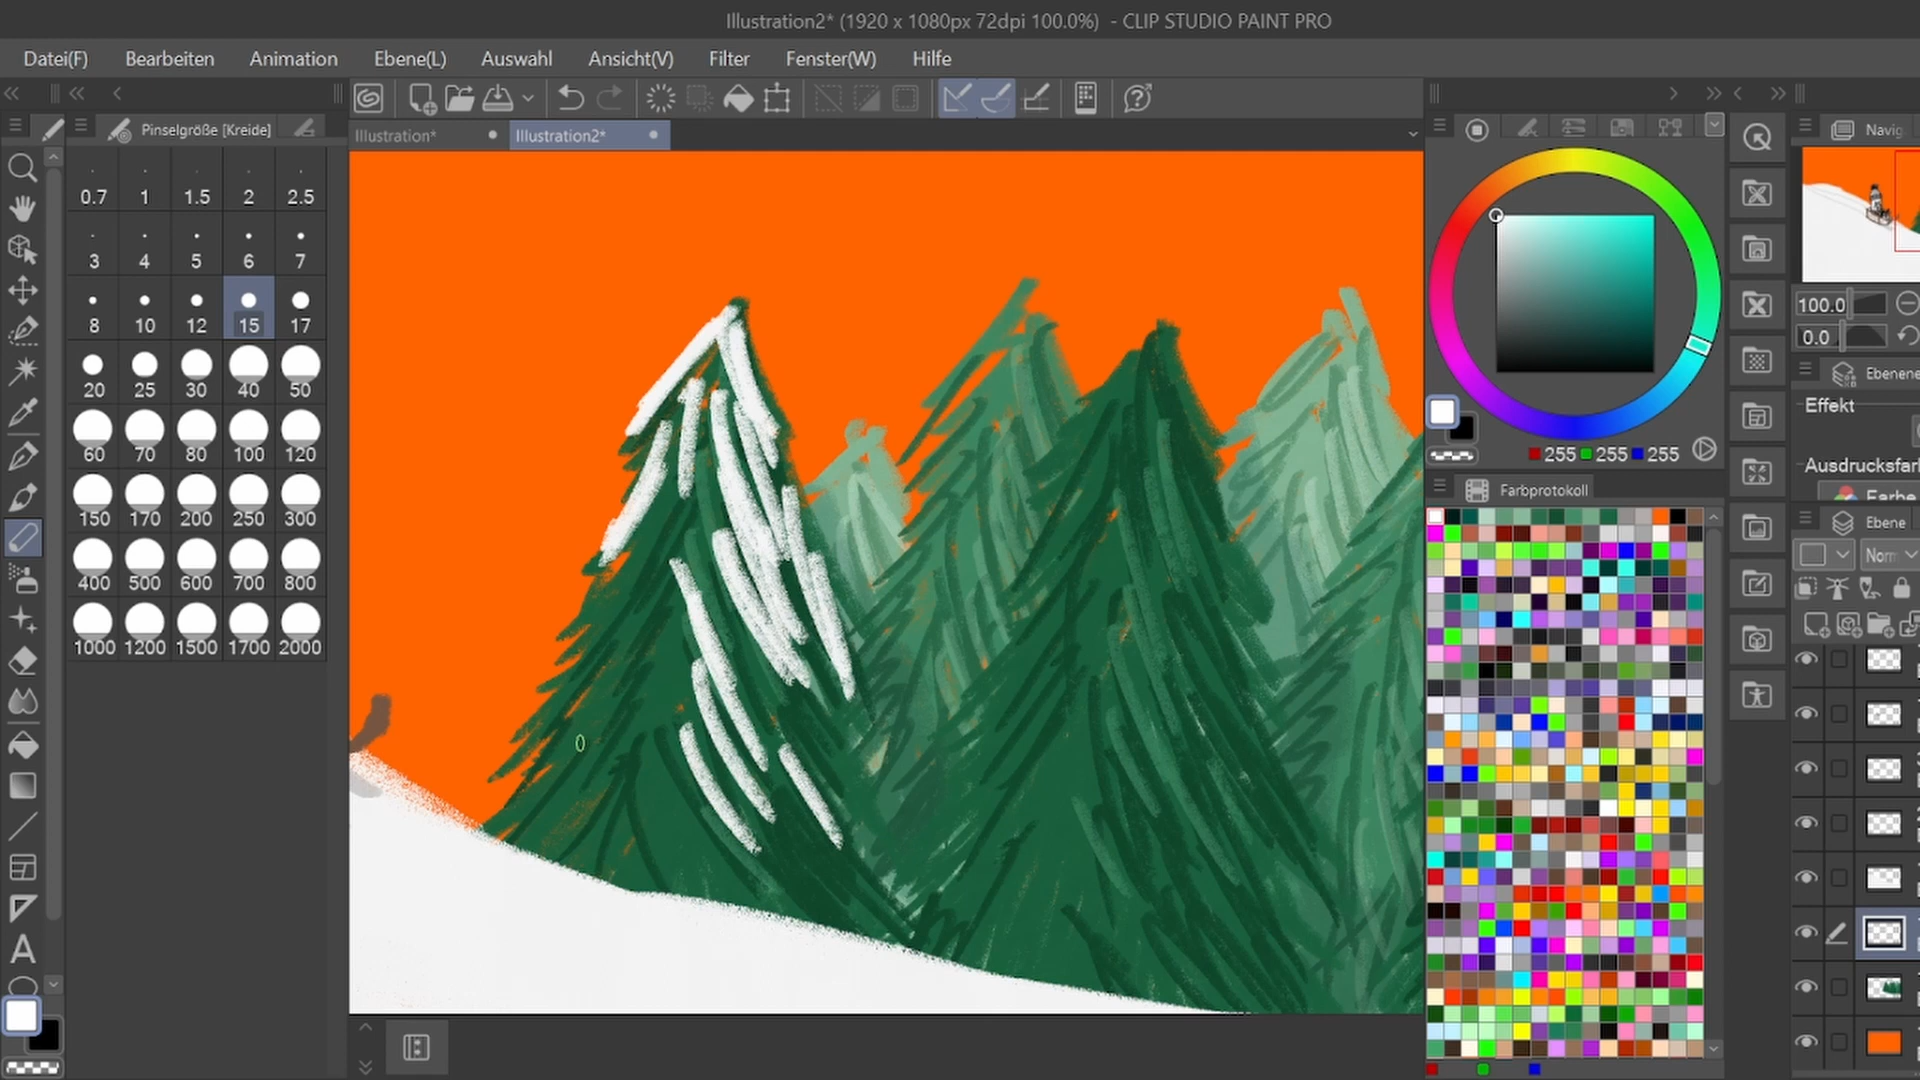 Illustration2* (1920 x 1080px 72dpi 100.0%) - CLIP STUDIO PAINT PRO
Datei(F) Bearbeiten Animation Ebene(L) Auswahl Ansicht(V) Filter Fenster(W) Hilfe
Pinselgröße [Kreide]
Illustration* Illustration2*
Navig
0.7 1 1.5 2 2.5
3 4 5 6 7
8 10 12 15 17
20 25 30 40 50
60 70 80 100 120
150 170 200 250 300
400 500 600 700 800
1000 1200 1500 1700 2000
255 255 255
Farbprotokoll
100.0
0.0
Ebenene
Effekt
Ausdrucksfar
Farbe
Ebene
Norn